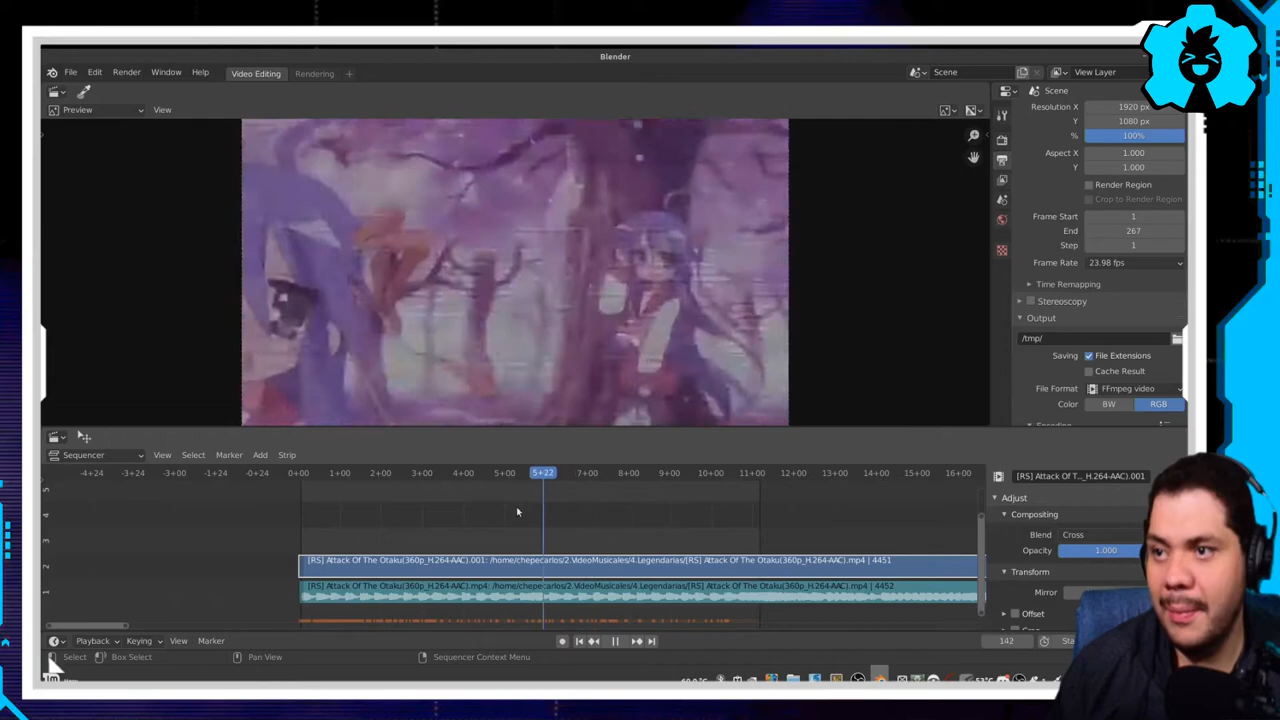 Blender
File Edit Render Window Help Video Editing Rendering + Scene View Layer
Preview View Scene
Resolution X 1920 px
Y 1080 px
% 100%
Aspect X 1.000
Y 1.000
Render Region
Crop to Render Region
Frame Start 1
End 267
Step 1
Frame Rate 23.98 fps
Time Remapping
Stereoscopy
Output
/tmp/
Saving File Extensions
Cache Result
File Format FFmpeg video
Color BW RGB
Sequencer View Select Marker Add Strip
-4+24 -3+24 -2+24 -1+24 0+00 1+00 2+00 3+00 4+00 5+00 5+22 7+00 8+00 9+00 10+00 11+00 12+00 13+00 14+00 15+00 16+00
5
4
3
2
1
[RS] Attack Of The Otaku(360p_H.264-AAC).001: /home/chepecarlos/2.VideoMusicales/4.Legendarias/[RS] Attack Of The Otaku(360p_H.264-AAC).mp4 | 4451
[RS] Attack Of The Otaku(360p_H.264-AAC).mp4: /home/chepecarlos/2.VideoMusicales/4.Legendarias/[RS] Attack Of The Otaku(360p_H.264-AAC).mp4 | 4452
[RS] Attack Of T..._H.264-AAC).001
Adjust
Compositing
Blend Cross
Opacity 1.000
Transform
Mirror
Offset
Playback Keying View Marker 142
Select Box Select Pan View Sequencer Context Menu